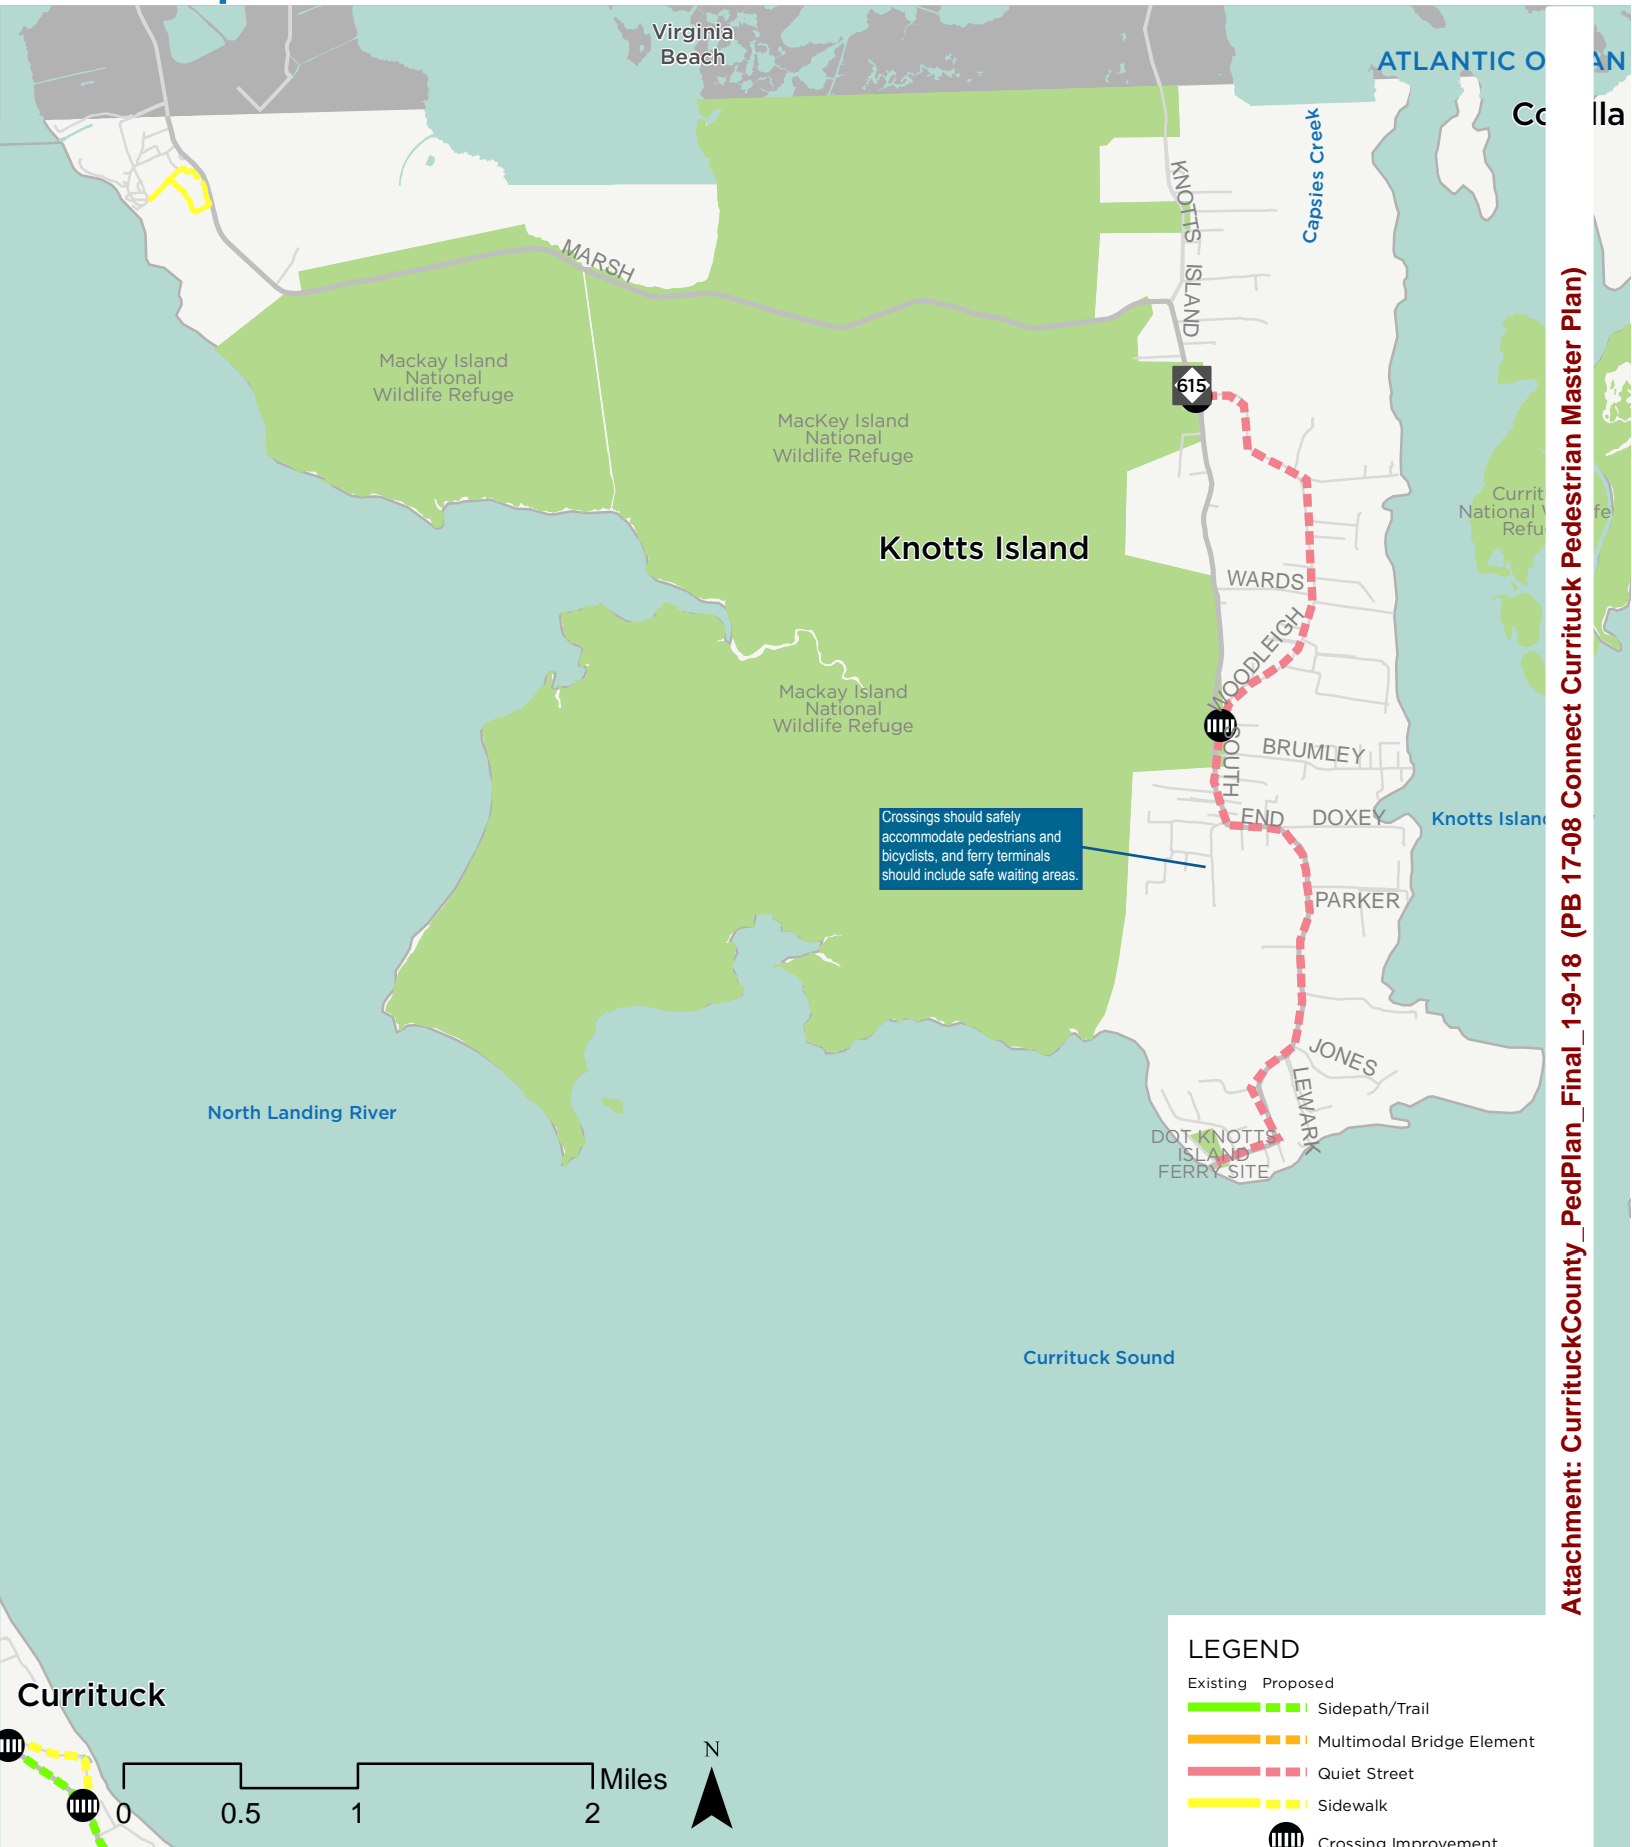 Virginia
Beach
ATLANTIC O AN
Co lla
Capsies Creek
KNOTTS ISLAND
MARSH
Mackay Island
National
Wildlife Refuge
615
MacKey Island
National
Wildlife Refuge
Currit
National W fe
Refu
Knotts Island
WARDS
WOODLEIGH
Mackay Island
National
Wildlife Refuge
SOUTH END
BRUMLEY
DOXEY
Knotts Islan
Crossings should safely
accommodate pedestrians and
bicyclists, and ferry terminals
should include safe waiting areas.
PARKER
JONES
LEWARK
North Landing River
DOT KNOTTS
ISLAND
FERRY SITE
Currituck Sound
Attachment: CurrituckCounty_PedPlan_Final_1-9-18 (PB 17-08 Connect Currituck Pedestrian Master Plan)
Currituck
N
Miles
0 0.5 1 2
LEGEND
Existing Proposed
Sidepath/Trail
Multimodal Bridge Element
Quiet Street
Sidewalk
Crossing Improvement